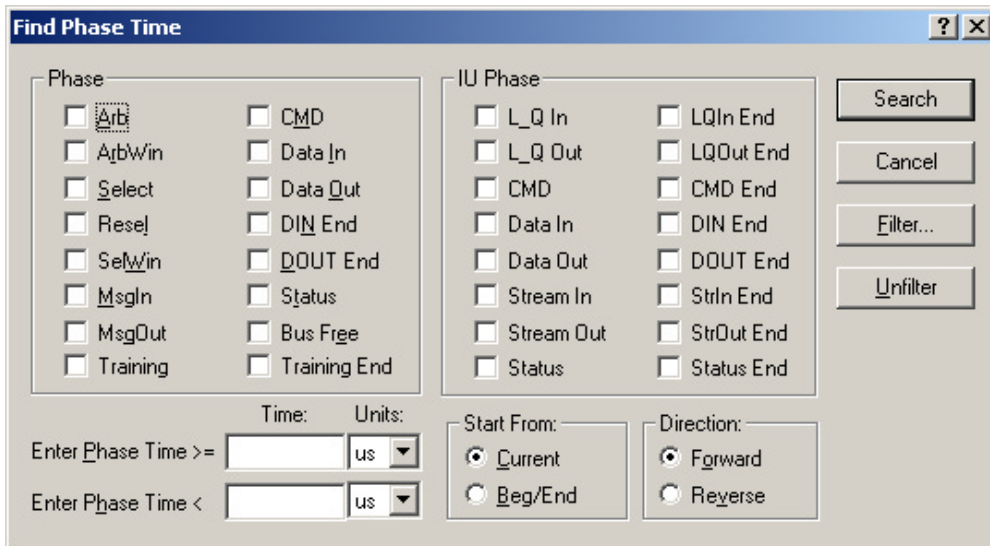 Find Phase Time
Phase
Arb
ArbWin
Select
Resel
SelWin
MsgIn
MsgOut
Training
CMD
Data In
Data Out
DIN End
DOUT End
Status
Bus Free
Training End
IU Phase
L_Q In
L_Q Out
CMD
Data In
Data Out
Stream In
Stream Out
Status
LQIn End
LQOut End
CMD End
DIN End
DOUT End
StrIn End
StrOut End
Status End
Search
Cancel
Filter...
Unfilter
Time: Units:
Enter Phase Time >= us
Enter Phase Time < us
Start From:
Current
Beg/End
Direction:
Forward
Reverse